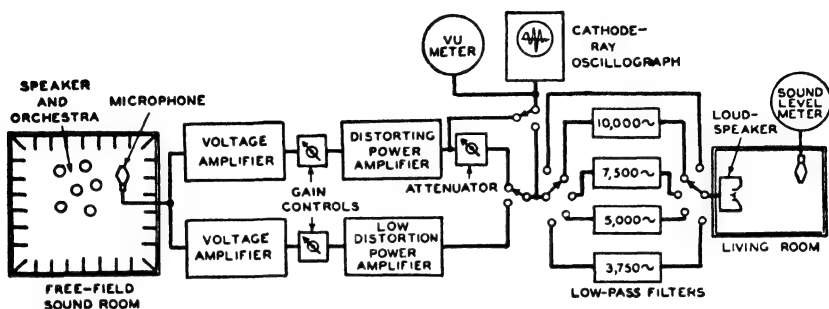 SPEAKER
AND
ORCHESTRA
MICROPHONE
FREE-FIELD
SOUND ROOM
VOLTAGE
AMPLIFIER
GAIN
CONTROLS
DISTORTING
POWER
AMPLIFIER
ATTENUATOR
VOLTAGE
AMPLIFIER
LOW
DISTORTION
POWER
AMPLIFIER
VU
METER
CATHODE-
RAY
OSCILLOGRAPH
10,000~
7,500~
5,000~
3,750~
LOW-PASS FILTERS
LOUD-
SPEAKER
SOUND
LEVEL
METER
LIVING ROOM